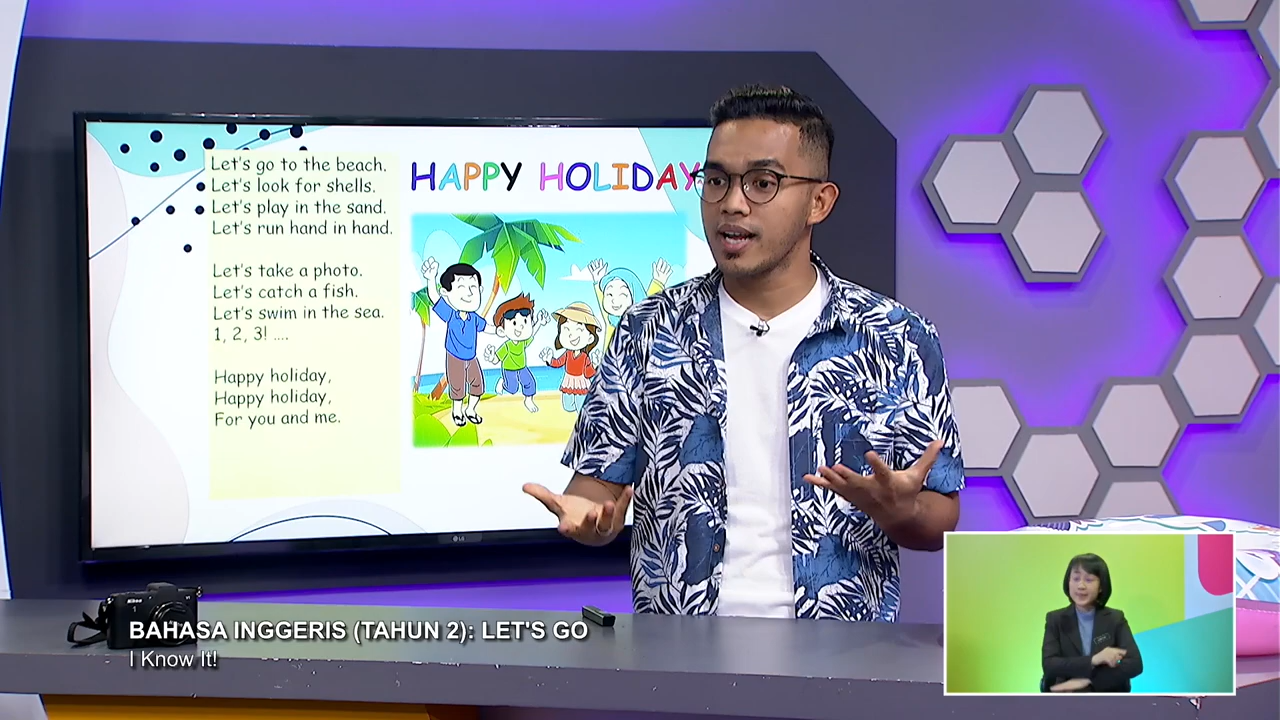 Let's go to the beach.
Let's look for shells.
Let's play in the sand.
Let's run hand in hand.
Let's take a photo.
Let's catch a fish.
Let's swim in the sea.
1, 2, 3! ....
Happy holiday,
Happy holiday,
For you and me.
HAPPY HOLIDAY
LG
Nikon
BAHASA INGGERIS (TAHUN 2): LET'S GO
I Know It!